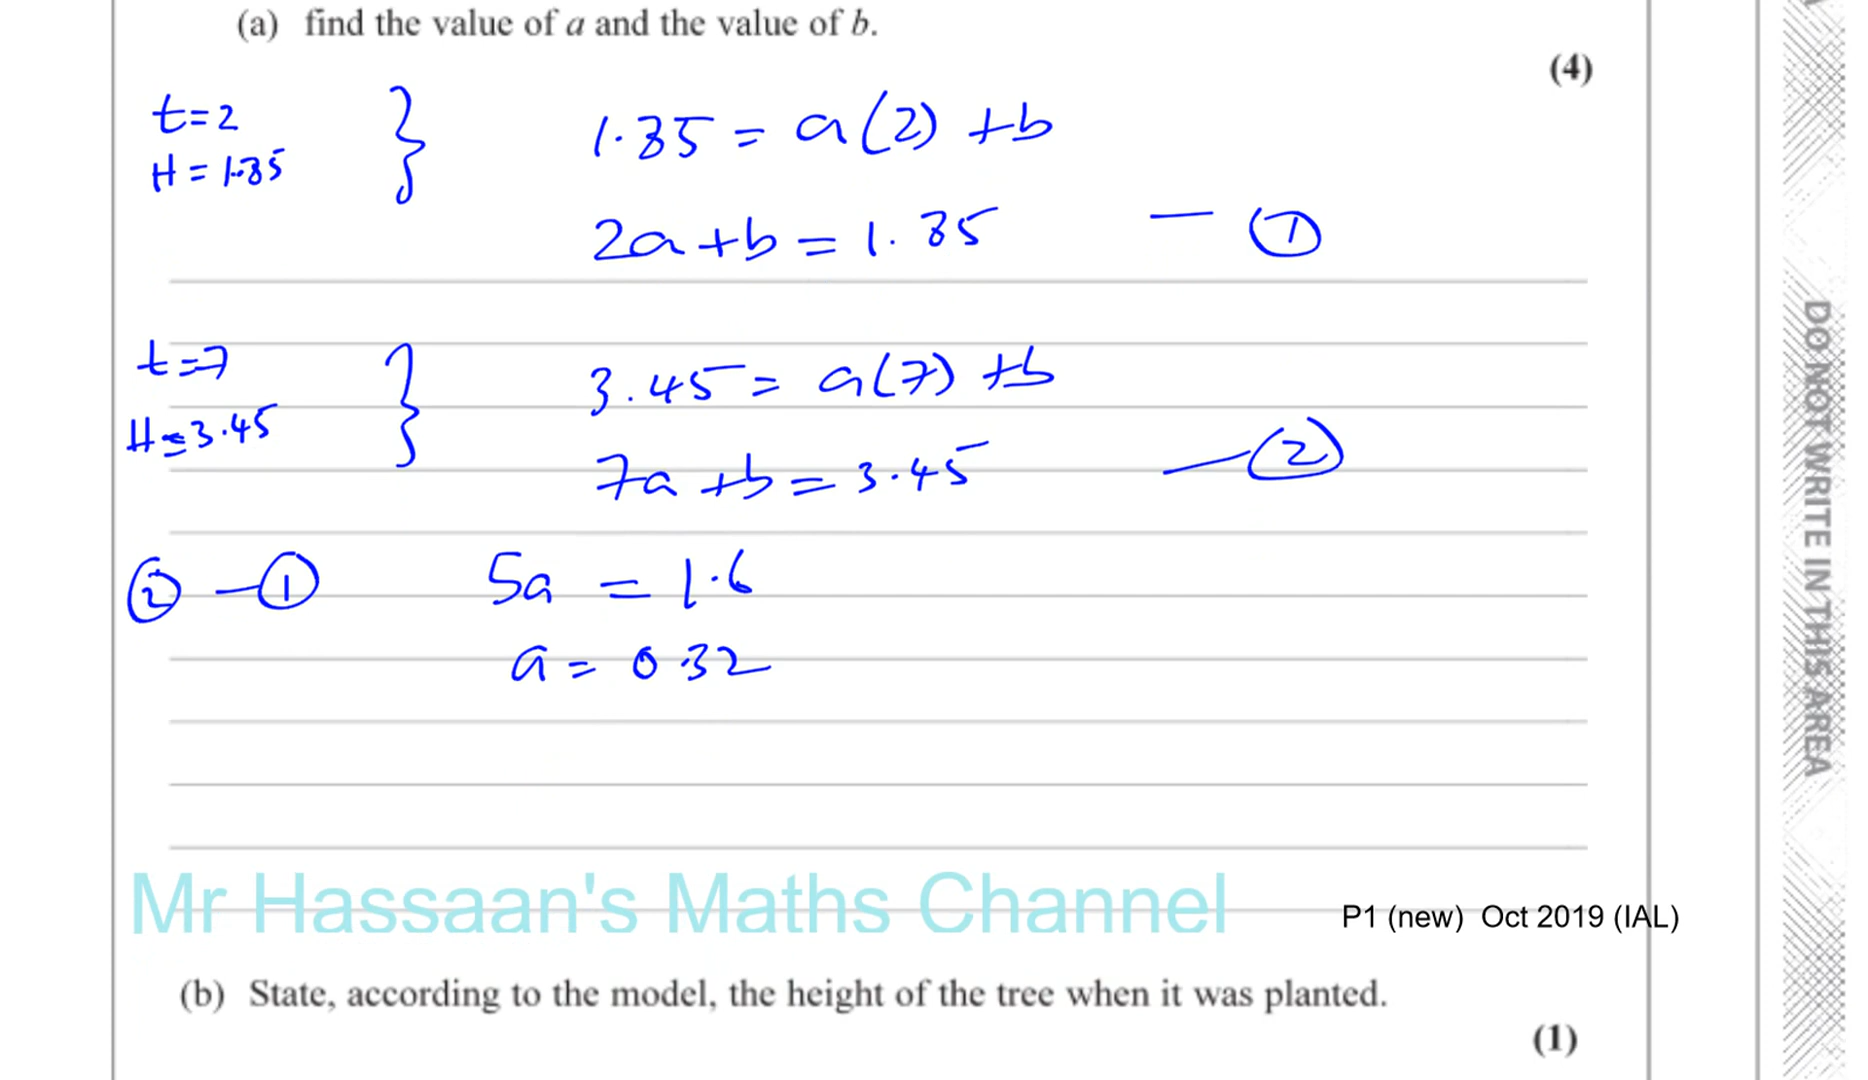 (a) find the value of a and the value of b.
(4)
t=2
H = 1.85
} 1.85 = a(2) +b
2a+b = 1.85 — ①
t=7
H=3.45
} 3.45 = a(7) +b
7a +b = 3.45 — ②
② - ① 5a = 1.6
a = 0.32
Mr Hassaan's Maths Channel
P1 (new) Oct 2019 (IAL)
(b) State, according to the model, the height of the tree when it was planted.
(1)
DO NOT WRITE IN THIS AREA